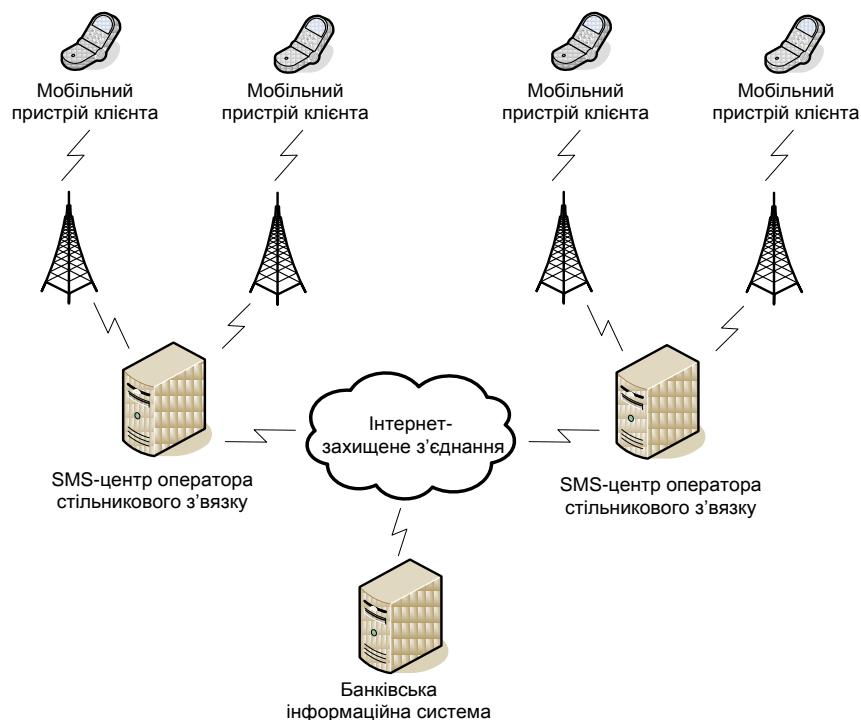 Мобільний
пристрій клієнта
Мобільний
пристрій клієнта
Мобільний
пристрій клієнта
Мобільний
пристрій клієнта
Інтернет-
захищене з’єднання
SMS-центр оператора
стільникового з’вязку
SMS-центр оператора
стільникового з’вязку
Банківська
інформаційна система